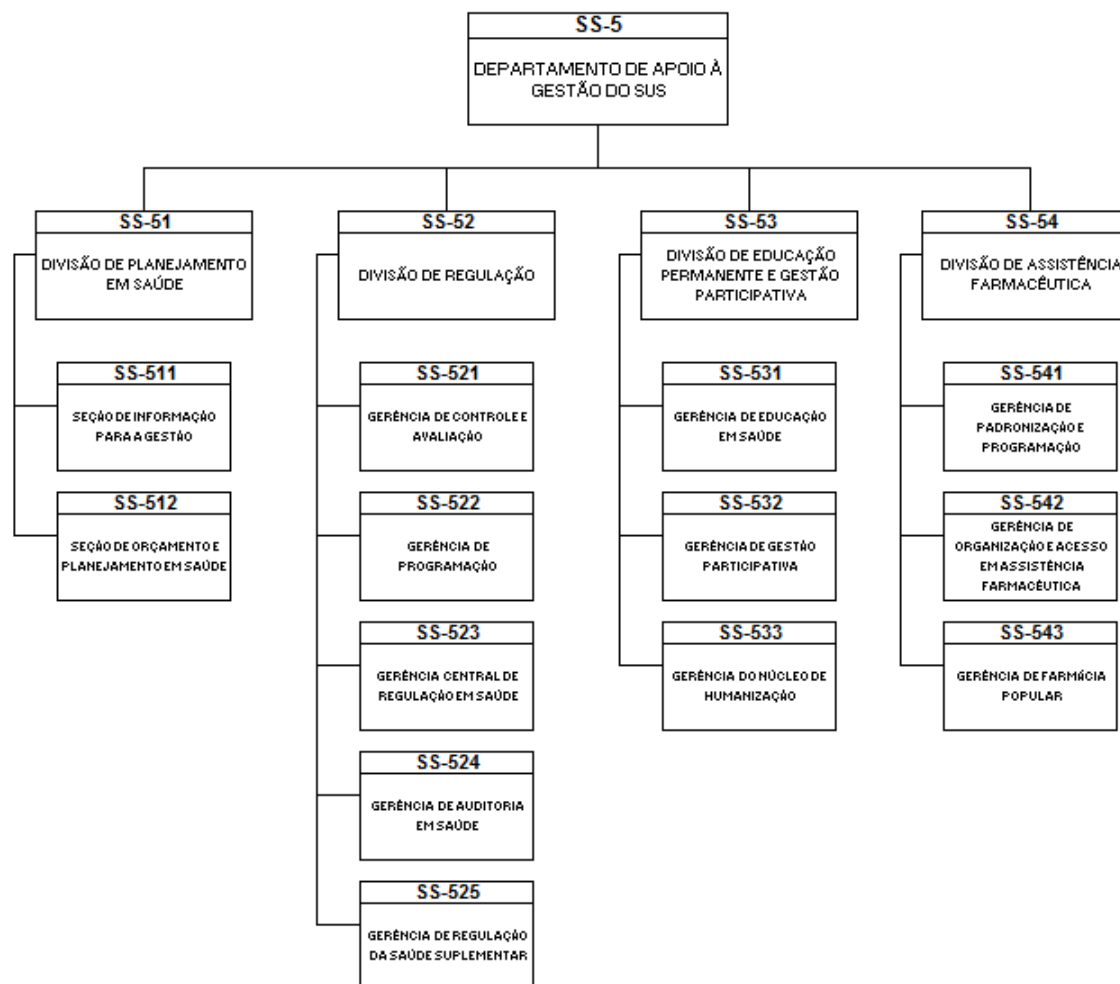 SS-5
DEPARTAMENTO DE APOIO À
GESTÃO DO SUS
SS-51
DIVISÃO DE PLANEJAMENTO
EM SAÚDE
SS-511
SEÇÃO DE INFORMAÇÃO
PARA A GESTÃO
SS-512
SEÇÃO DE ORÇAMENTO E
PLANEJAMENTO EM SAÚDE
SS-52
DIVISÃO DE REGULAÇÃO
SS-521
GERÊNCIA DE CONTROLE E
AVALIAÇÃO
SS-522
GERÊNCIA DE
PROGRAMAÇÃO
SS-523
GERÊNCIA CENTRAL DE
REGULAÇÃO EM SAÚDE
SS-524
GERÊNCIA DE AUDITORIA
EM SAÚDE
SS-525
GERÊNCIA DE REGULAÇÃO
DA SAÚDE SUPLEMENTAR
SS-53
DIVISÃO DE EDUCAÇÃO
PERMANENTE E GESTÃO
PARTICIPATIVA
SS-531
GERÊNCIA DE EDUCAÇÃO
EM SAÚDE
SS-532
GERÊNCIA DE GESTÃO
PARTICIPATIVA
SS-533
GERÊNCIA DO NÚCLEO DE
HUMANIZAÇÃO
SS-54
DIVISÃO DE ASSISTÊNCIA
FARMACÊUTICA
SS-541
GERÊNCIA DE
PADRONIZAÇÃO E
PROGRAMAÇÃO
SS-542
GERÊNCIA DE
ORGANIZAÇÃO E ACESSO
EM ASSISTÊNCIA
FARMACÊUTICA
SS-543
GERÊNCIA DE FARMÁCIA
POPULAR